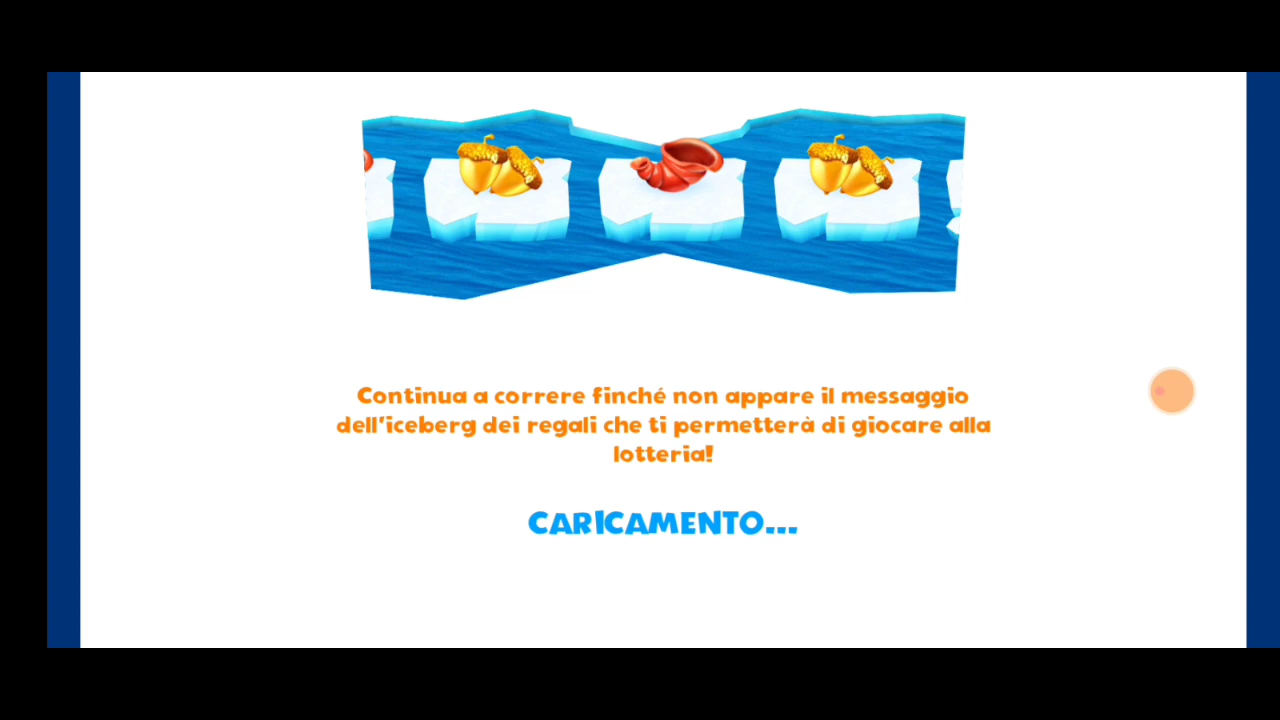 Continua a correre finché non appare il messaggio
dell'iceberg dei regali che ti permetterà di giocare alla
lotteria!
CARICAMENTO...